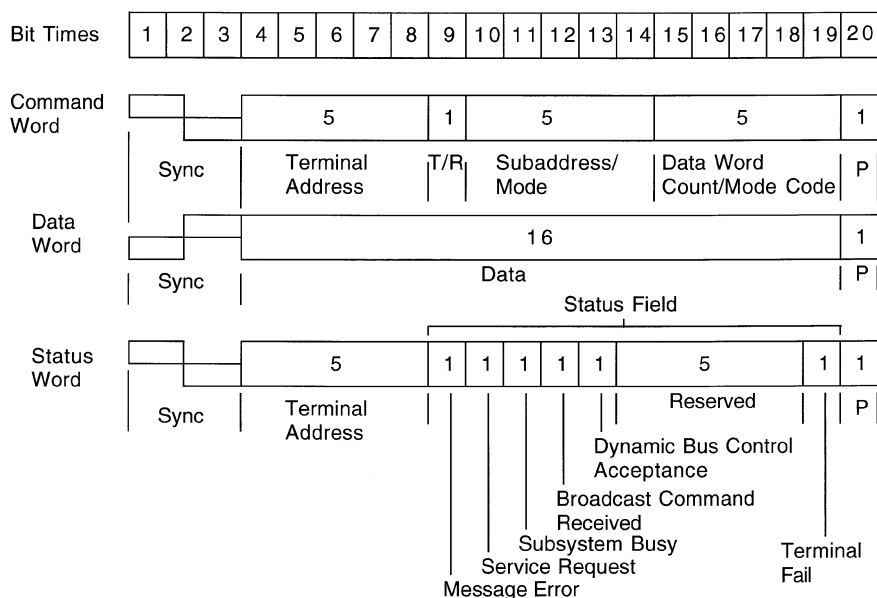 Bit Times 1 2 3 4 5 6 7 8 9 10 11 12 13 14 15 16 17 18 19 20
Command
Word
5 1 5 5 1
Sync
Terminal
Address
T/R
Subaddress/
Mode
Data Word
Count/Mode Code
P
Data
Word
16 1
Sync
Data
P
Status Field
Status
Word
5 1 1 1 1 1 5 1 1
Sync
Terminal
Address
Reserved
P
Dynamic Bus Control
Acceptance
Broadcast Command
Received
Subsystem Busy
Service Request
Message Error
Terminal
Fail